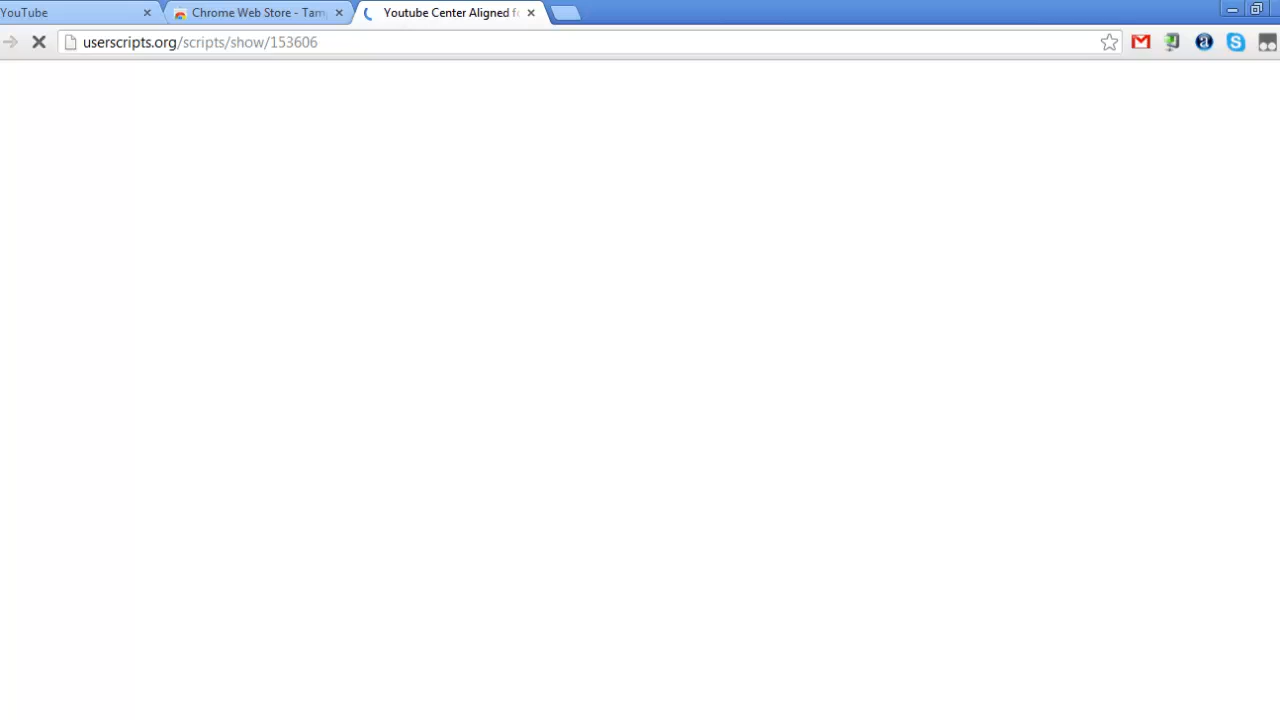 YouTube
Chrome Web Store - Tam
Youtube Center Aligned f
userscripts.org/scripts/show/153606